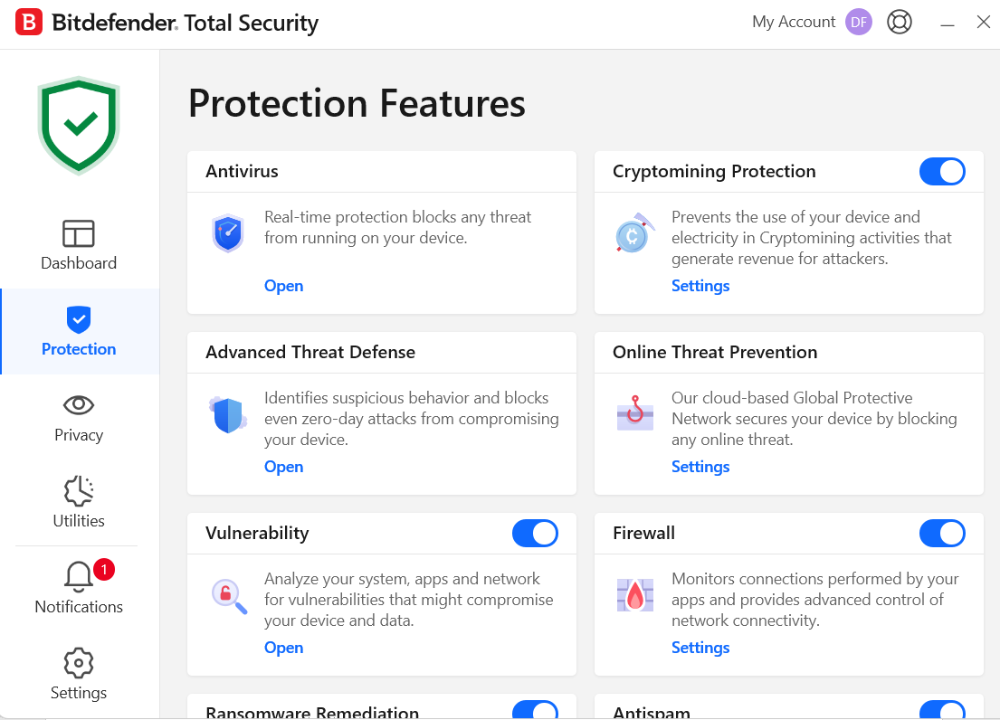 B Bitdefender® Total Security
My Account DF
Dashboard
Protection
Privacy
Utilities
1
Notifications
Settings
Protection Features
Antivirus
Real-time protection blocks any threat
from running on your device.
Open
Cryptomining Protection
Prevents the use of your device and
electricity in Cryptomining activities that
generate revenue for attackers.
Settings
Advanced Threat Defense
Identifies suspicious behavior and blocks
even zero-day attacks from compromising
your device.
Open
Online Threat Prevention
Our cloud-based Global Protective
Network secures your device by blocking
any online threat.
Settings
Vulnerability
Analyze your system, apps and network
for vulnerabilities that might compromise
your device and data.
Open
Firewall
Monitors connections performed by your
apps and provides advanced control of
network connectivity.
Settings
Ransomware Remediation
Antispam